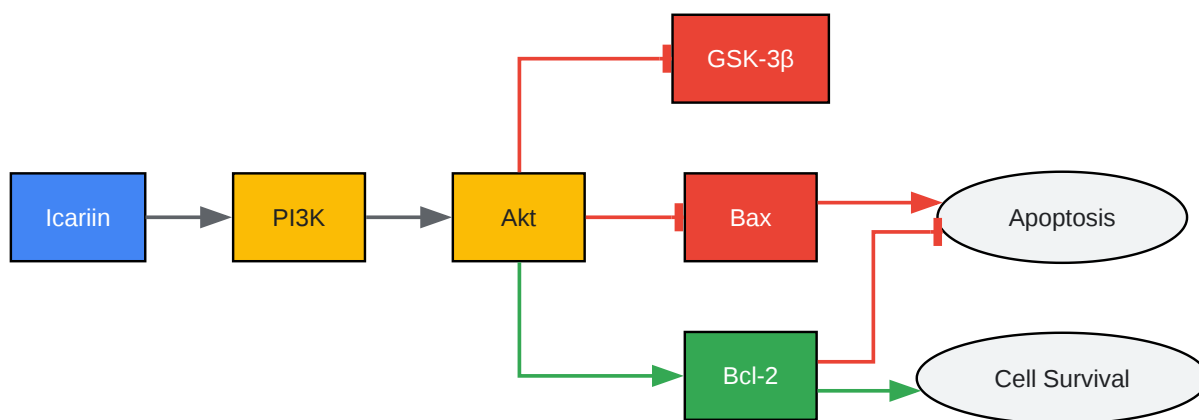 GSK-3β
Icariin
PI3K
Akt
Bax
Apoptosis
Bcl-2
Cell Survival